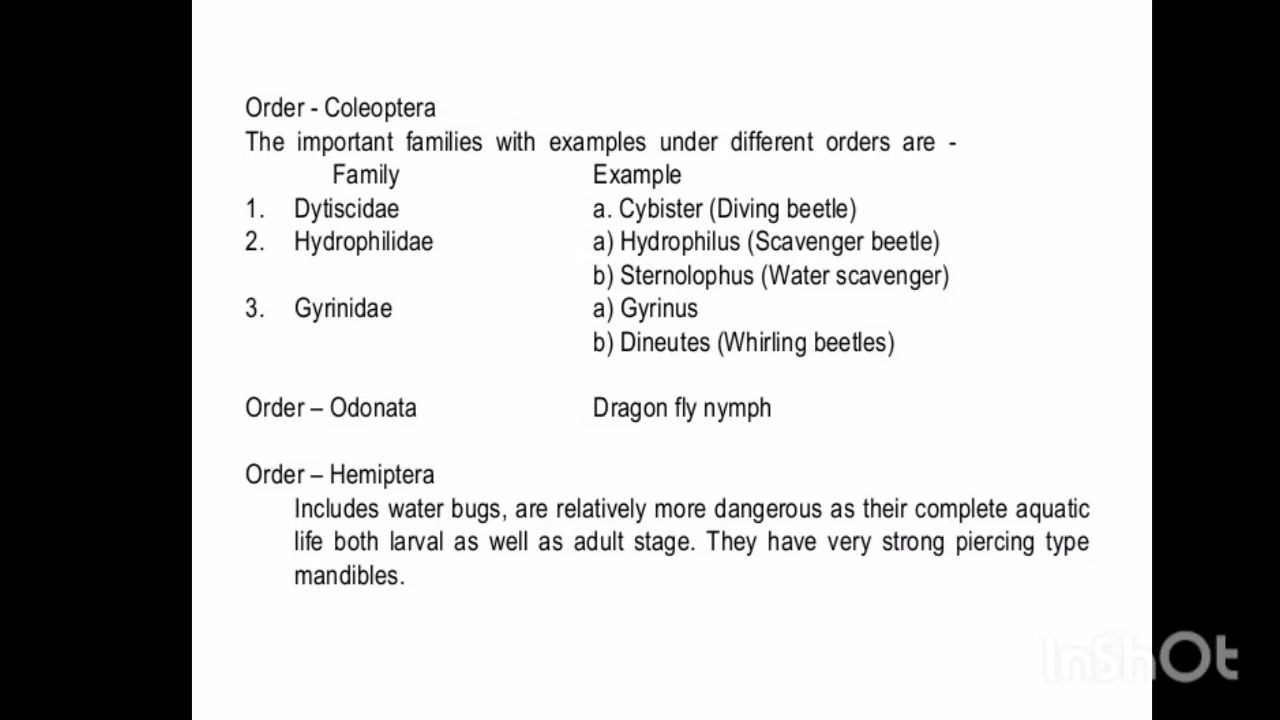 Order - Coleoptera
The important families with examples under different orders are -
Family Example
1. Dytiscidae a. Cybister (Diving beetle)
2. Hydrophilidae a) Hydrophilus (Scavenger beetle)
b) Sternolophus (Water scavenger)
3. Gyrinidae a) Gyrinus
b) Dineutes (Whirling beetles)
Order – Odonata Dragon fly nymph
Order – Hemiptera
Includes water bugs, are relatively more dangerous as their complete aquatic
life both larval as well as adult stage. They have very strong piercing type
mandibles.
InShOt